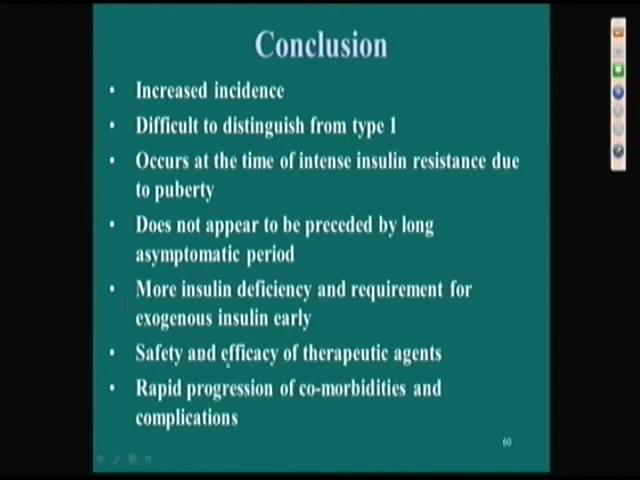 Conclusion
• Increased incidence
• Difficult to distinguish from type 1
• Occurs at the time of intense insulin resistance due
to puberty
• Does not appear to be preceded by long
asymptomatic period
• More insulin deficiency and requirement for
exogenous insulin early
• Safety and efficacy of therapeutic agents
• Rapid progression of co-morbidities and
complications
60